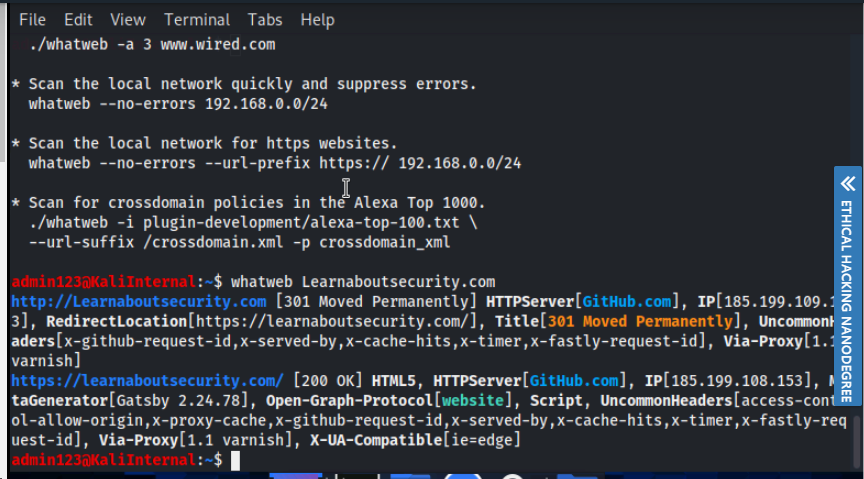 File Edit View Terminal Tabs Help
./whatweb -a 3 www.wired.com
* Scan the local network quickly and suppress errors.
whatweb --no-errors 192.168.0.0/24
* Scan the local network for https websites.
whatweb --no-errors --url-prefix https:// 192.168.0.0/24
* Scan for crossdomain policies in the Alexa Top 1000.
./whatweb -i plugin-development/alexa-top-100.txt \
--url-suffix /crossdomain.xml -p crossdomain_xml
admin123@KaliInternal:~$ whatweb Learnaboutsecurity.com
http://Learnaboutsecurity.com [301 Moved Permanently] HTTPServer[GitHub.com], IP[185.199.109.1
3], RedirectLocation[https://learnaboutsecurity.com/], Title[301 Moved Permanently], UncommonH
aders[x-github-request-id,x-served-by,x-cache-hits,x-timer,x-fastly-request-id], Via-Proxy[1.1
varnish]
https://learnaboutsecurity.com/ [200 OK] HTML5, HTTPServer[GitHub.com], IP[185.199.108.153], M
taGenerator[Gatsby 2.24.78], Open-Graph-Protocol[website], Script, UncommonHeaders[access-cont
ol-allow-origin,x-proxy-cache,x-github-request-id,x-served-by,x-cache-hits,x-timer,x-fastly-req
uest-id], Via-Proxy[1.1 varnish], X-UA-Compatible[ie=edge]
admin123@KaliInternal:~$
ETHICAL HACKING NANODEGREE